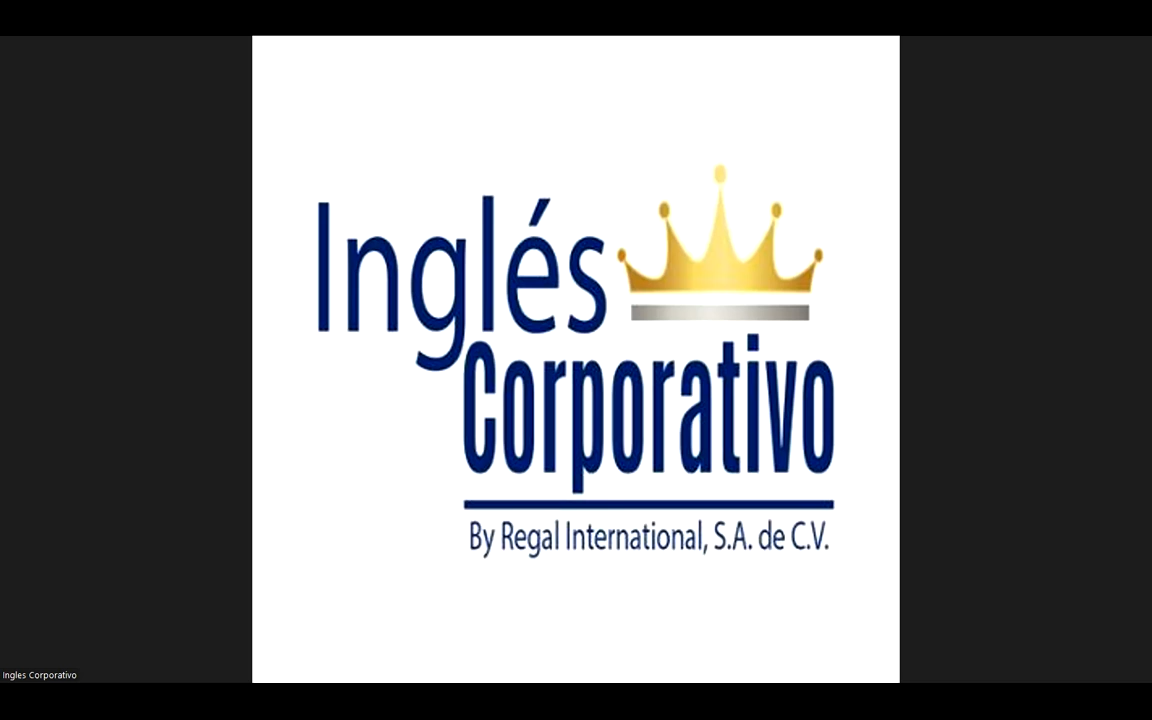 Inglés
Corporativo
By Regal International, S.A. de C.V.
Ingles Corporativo